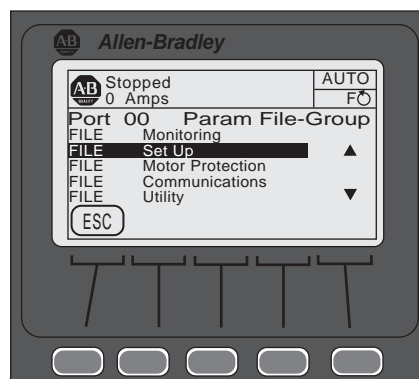 AB Allen-Bradley
AB QUALITY Stopped AUTO
0 Amps F
Port 00 Param File-Group
FILE Monitoring
FILE Set Up
FILE Motor Protection
FILE Communications
FILE Utility
ESC